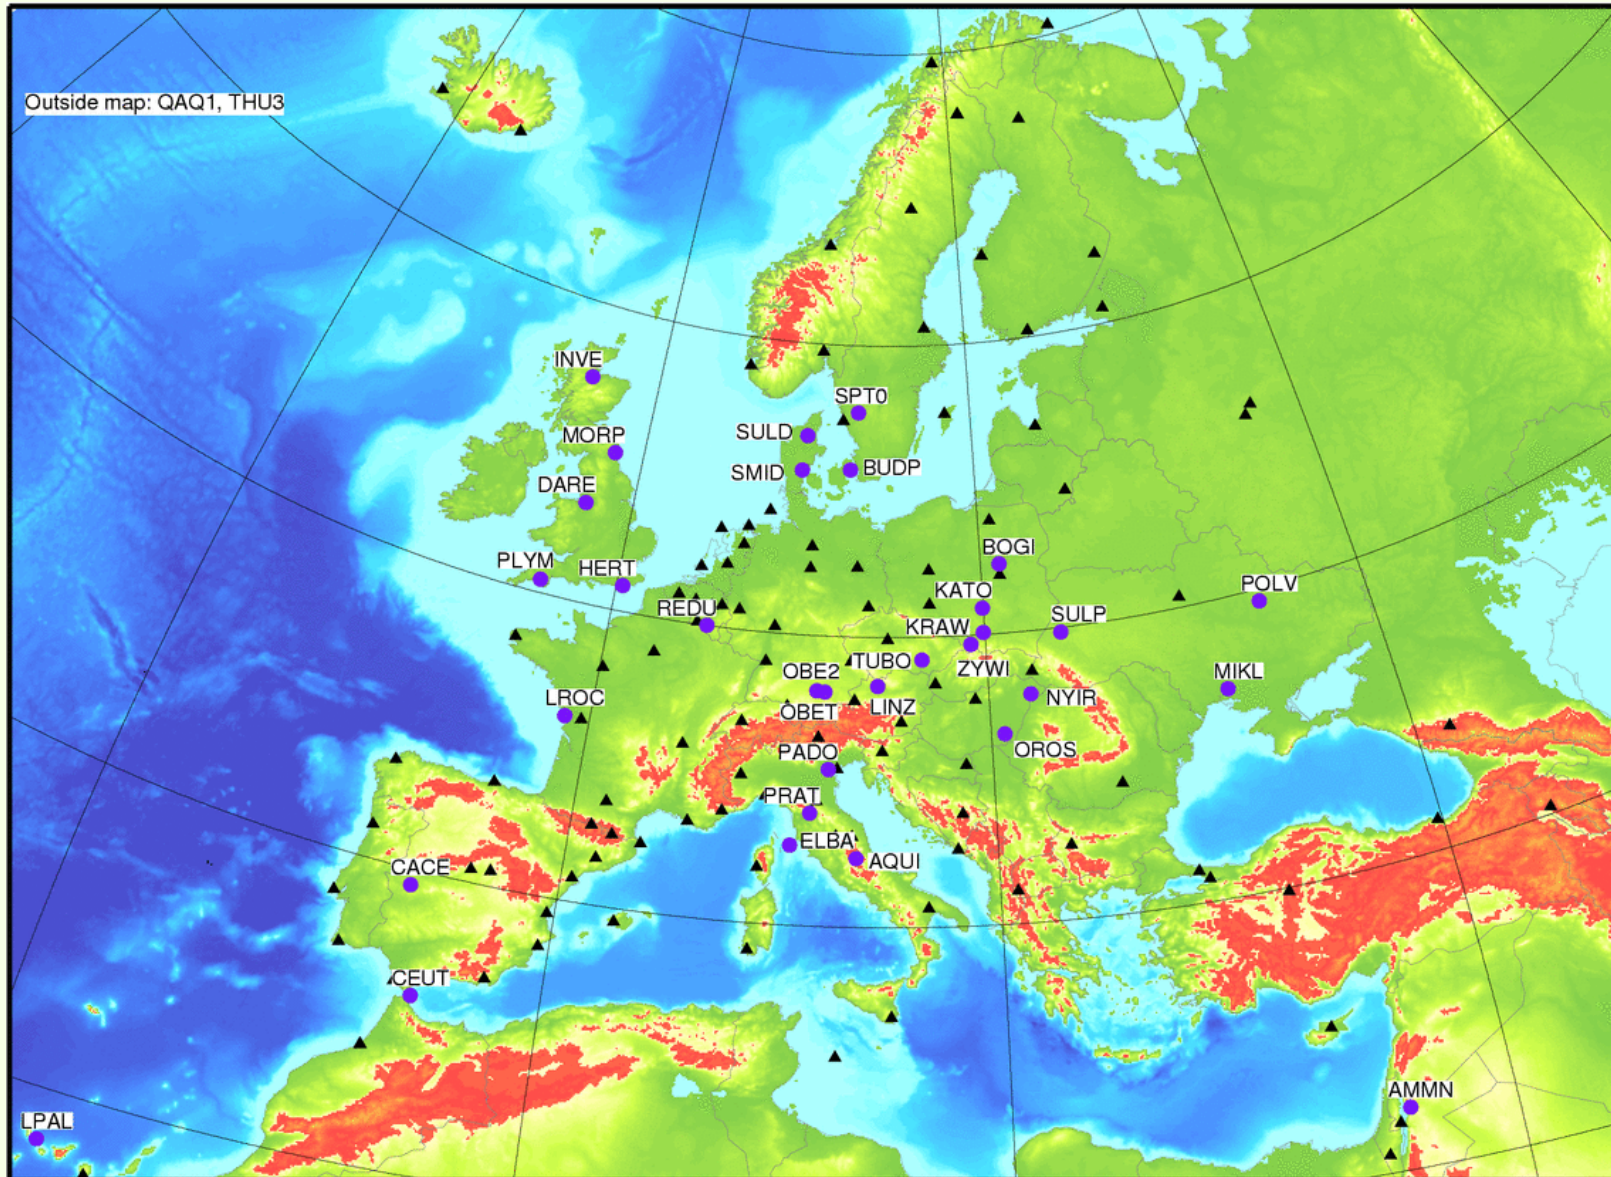 Outside map: QAQ1, THU3
INVE
SPT0
SULD
MORP
BUDP
SMID
DARE
BOGI
PLYM
HERT
POLV
KATO
REDU
SULP
KRAW
TUBO
ZYWI
OBE2
MIKL
LROC
NYIR
LINZ
OBET
OROS
PADO
PRAT
ELBA
AQUI
CACE
CEUT
AMMN
LPAL